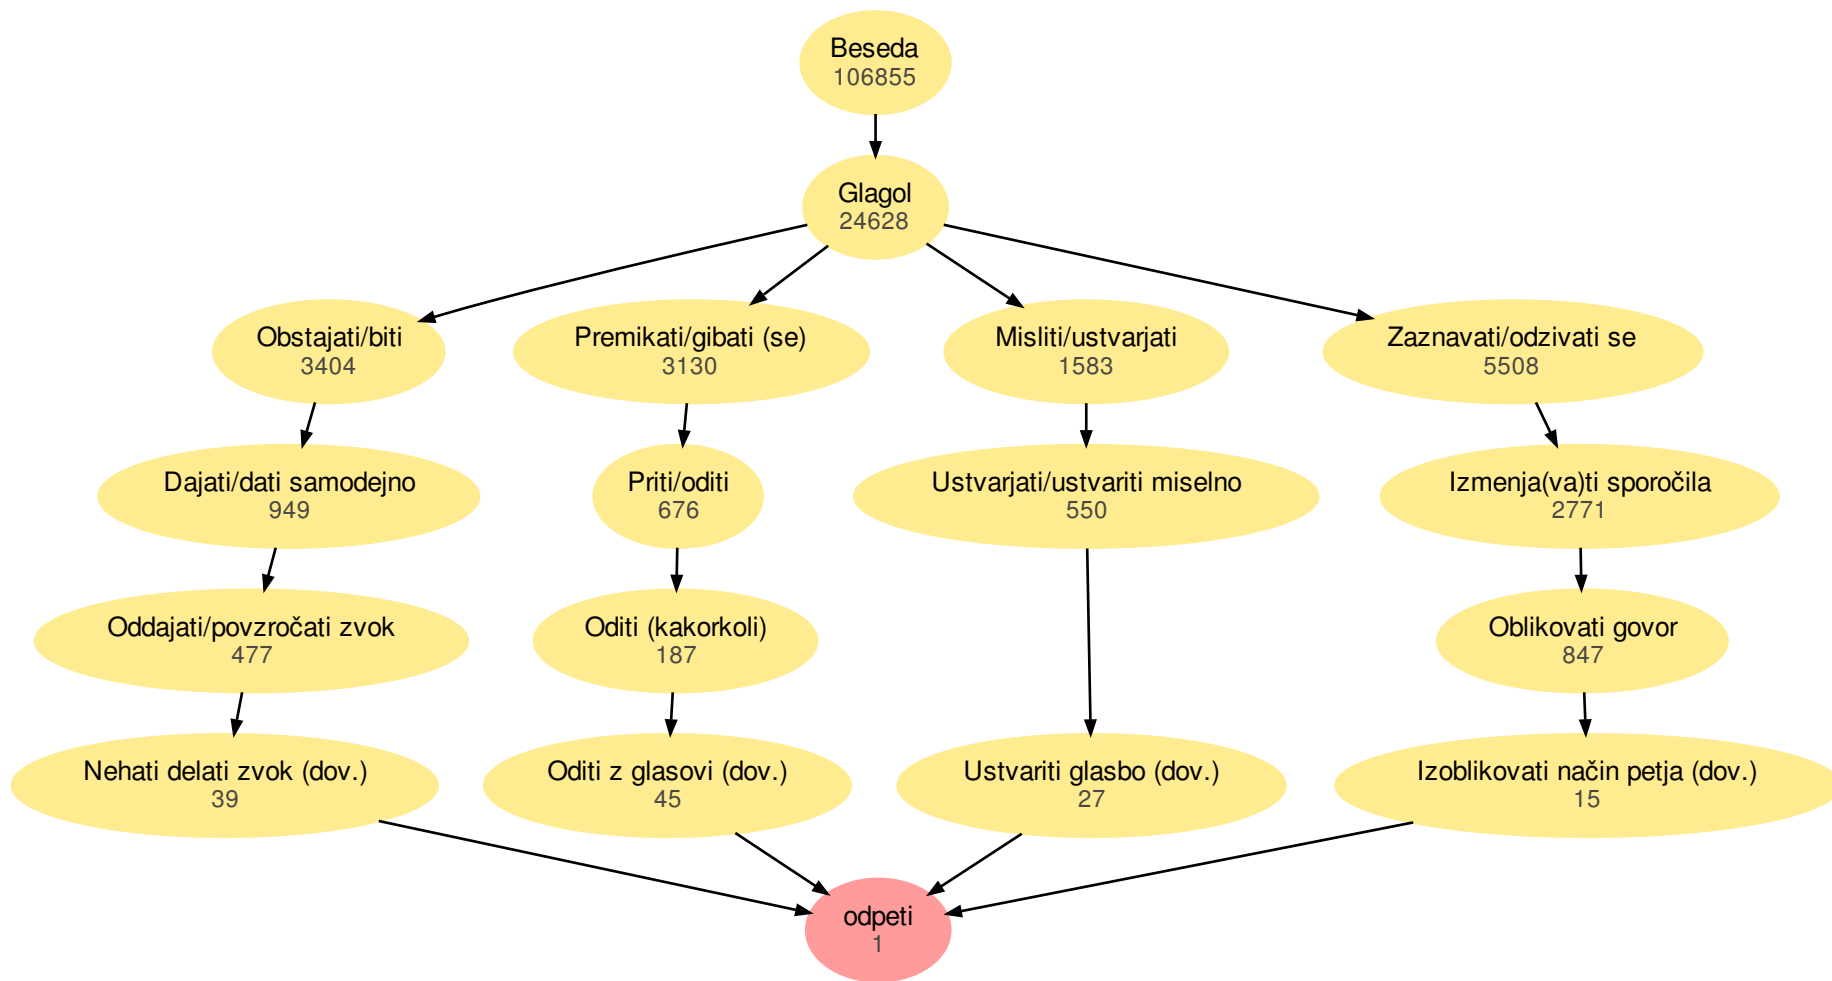 Beseda
106855
Glagol
24628
Obstajati/biti
3404
Premikati/gibati (se)
3130
Misliti/ustvarjati
1583
Zaznavati/odzivati se
5508
Dajati/dati samodejno
949
Priti/oditi
676
Ustvarjati/ustvariti miselno
550
Izmenja(va)ti sporočila
2771
Oddajati/povzročati zvok
477
Oditi (kakorkoli)
187
Oblikovati govor
847
Nehati delati zvok (dov.)
39
Oditi z glasovi (dov.)
45
Ustvariti glasbo (dov.)
27
Izoblikovati način petja (dov.)
15
odpeti
1